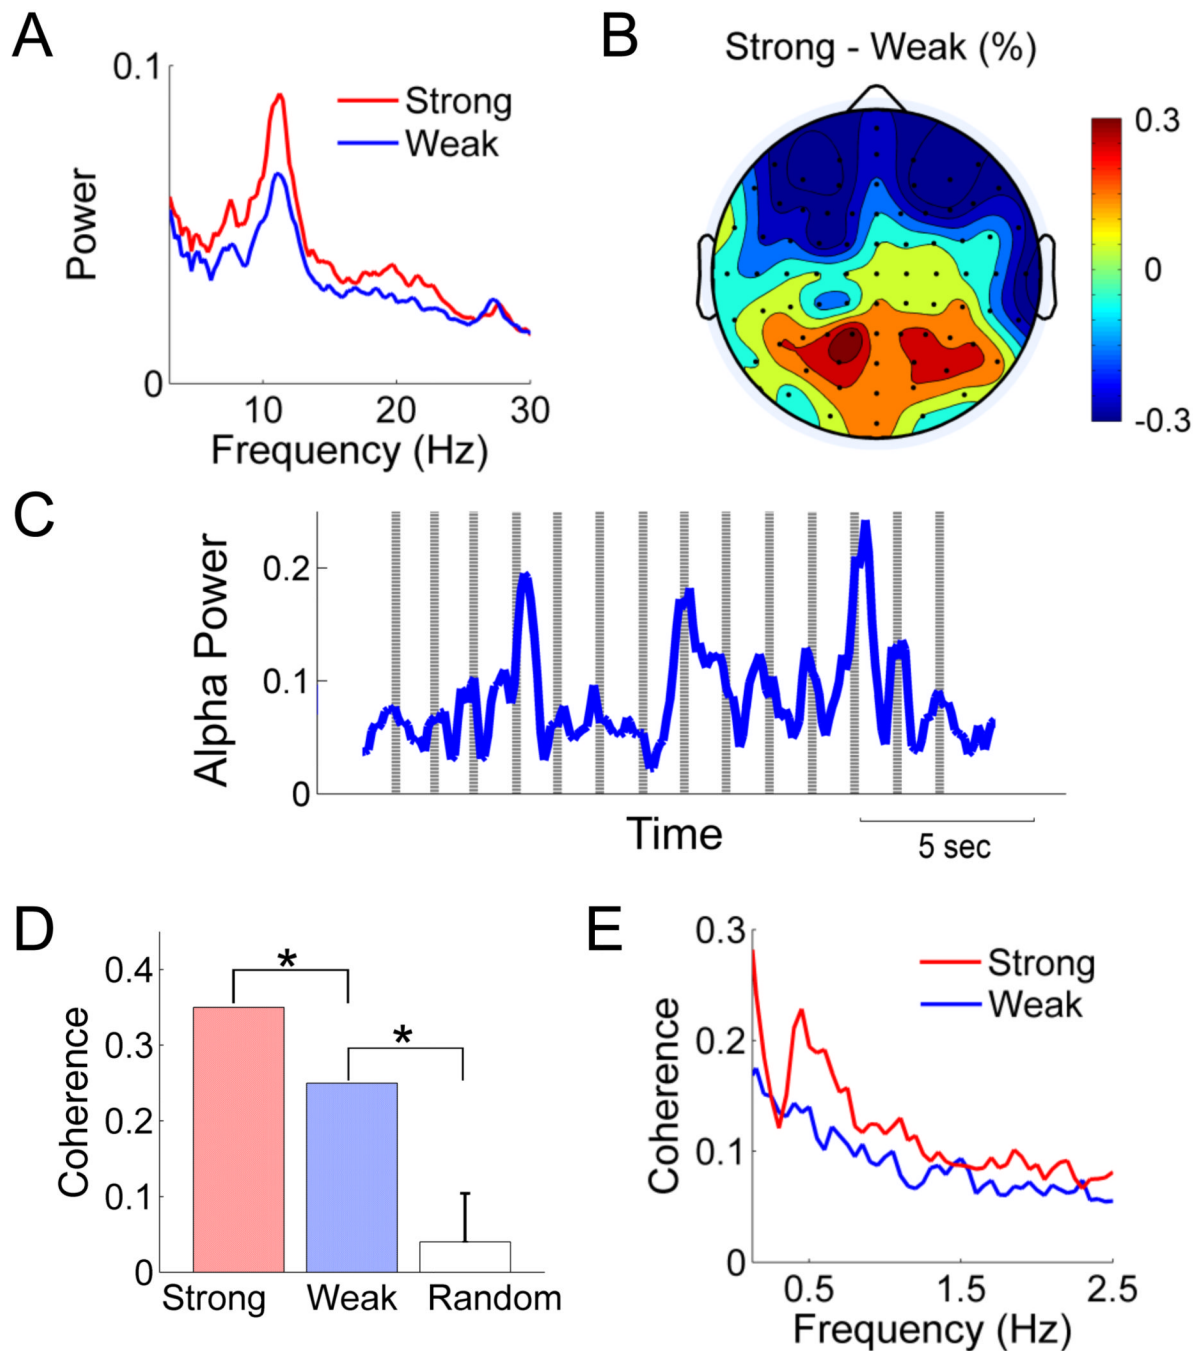 A
0.1
Strong
Weak
Power
0
10
20
30
Frequency (Hz)
B
Strong - Weak (%)
0.3
0
-0.3
C
0.2
0.1
0
Alpha Power
Time
5 sec
D
0.4
0.3
0.2
0.1
0
Coherence
Strong
Weak
Random
*
*
E
0.3
0.2
0.1
0
Coherence
Strong
Weak
0.5
1.5
2.5
Frequency (Hz)